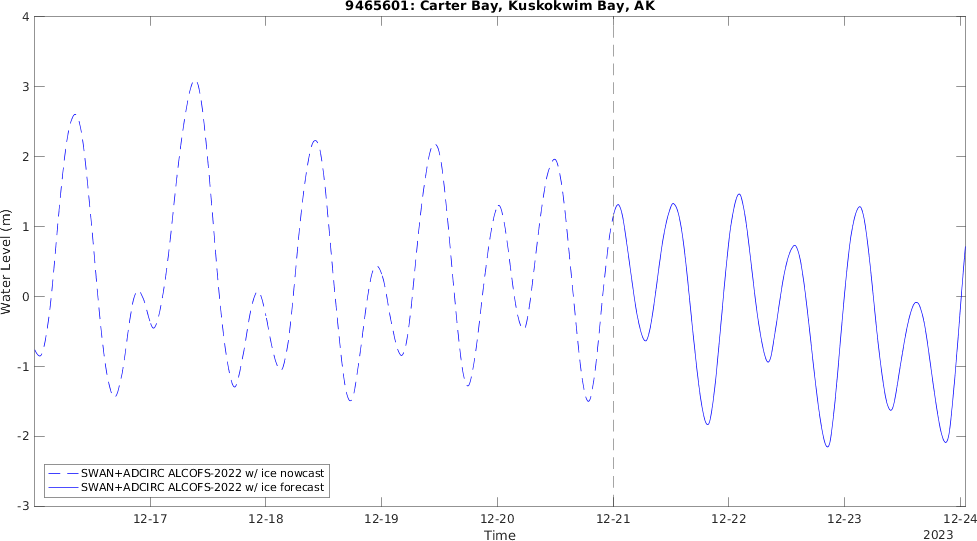 9465601: Carter Bay, Kuskokwim Bay, AK
4
3
2
1
0
-1
-2
-3
Water Level (m)
SWAN+ADCIRC ALCOFS-2022 w/ ice nowcast
SWAN+ADCIRC ALCOFS-2022 w/ ice forecast
12-17 12-18 12-19 12-20 12-21 12-22 12-23 12-24
Time
2023